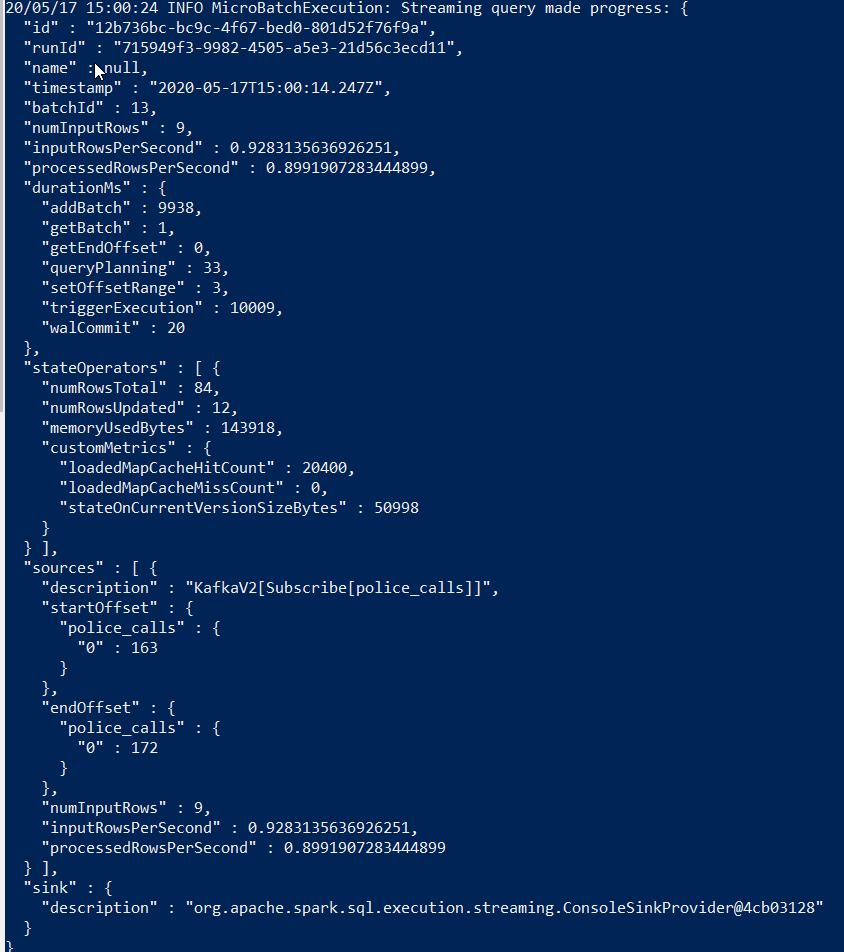 20/05/17 15:00:24 INFO MicroBatchExecution: Streaming query made progress: {
  "id" : "12b736bc-bc9c-4f67-bed0-801d52f76f9a",
  "runId" : "715949f3-9982-4505-a5e3-21d56c3ecd11",
  "name" : null,
  "timestamp" : "2020-05-17T15:00:14.247Z",
  "batchId" : 13,
  "numInputRows" : 9,
  "inputRowsPerSecond" : 0.9283135636926251,
  "processedRowsPerSecond" : 0.8991907283444899,
  "durationMs" : {
    "addBatch" : 9938,
    "getBatch" : 1,
    "getEndOffset" : 0,
    "queryPlanning" : 33,
    "setOffsetRange" : 3,
    "triggerExecution" : 10009,
    "walCommit" : 20
  },
  "stateOperators" : [ {
    "numRowsTotal" : 84,
    "numRowsUpdated" : 12,
    "memoryUsedBytes" : 143918,
    "customMetrics" : {
      "loadedMapCacheHitCount" : 20400,
      "loadedMapCacheMissCount" : 0,
      "stateOnCurrentVersionSizeBytes" : 50998
    }
  } ],
  "sources" : [ {
    "description" : "KafkaV2[Subscribe[police_calls]]",
    "startOffset" : {
      "police_calls" : {
        "0" : 163
      }
    },
    "endOffset" : {
      "police_calls" : {
        "0" : 172
      }
    },
    "numInputRows" : 9,
    "inputRowsPerSecond" : 0.9283135636926251,
    "processedRowsPerSecond" : 0.8991907283444899
  } ],
  "sink" : {
    "description" : "org.apache.spark.sql.execution.streaming.ConsoleSinkProvider@4cb03128"
  }
}